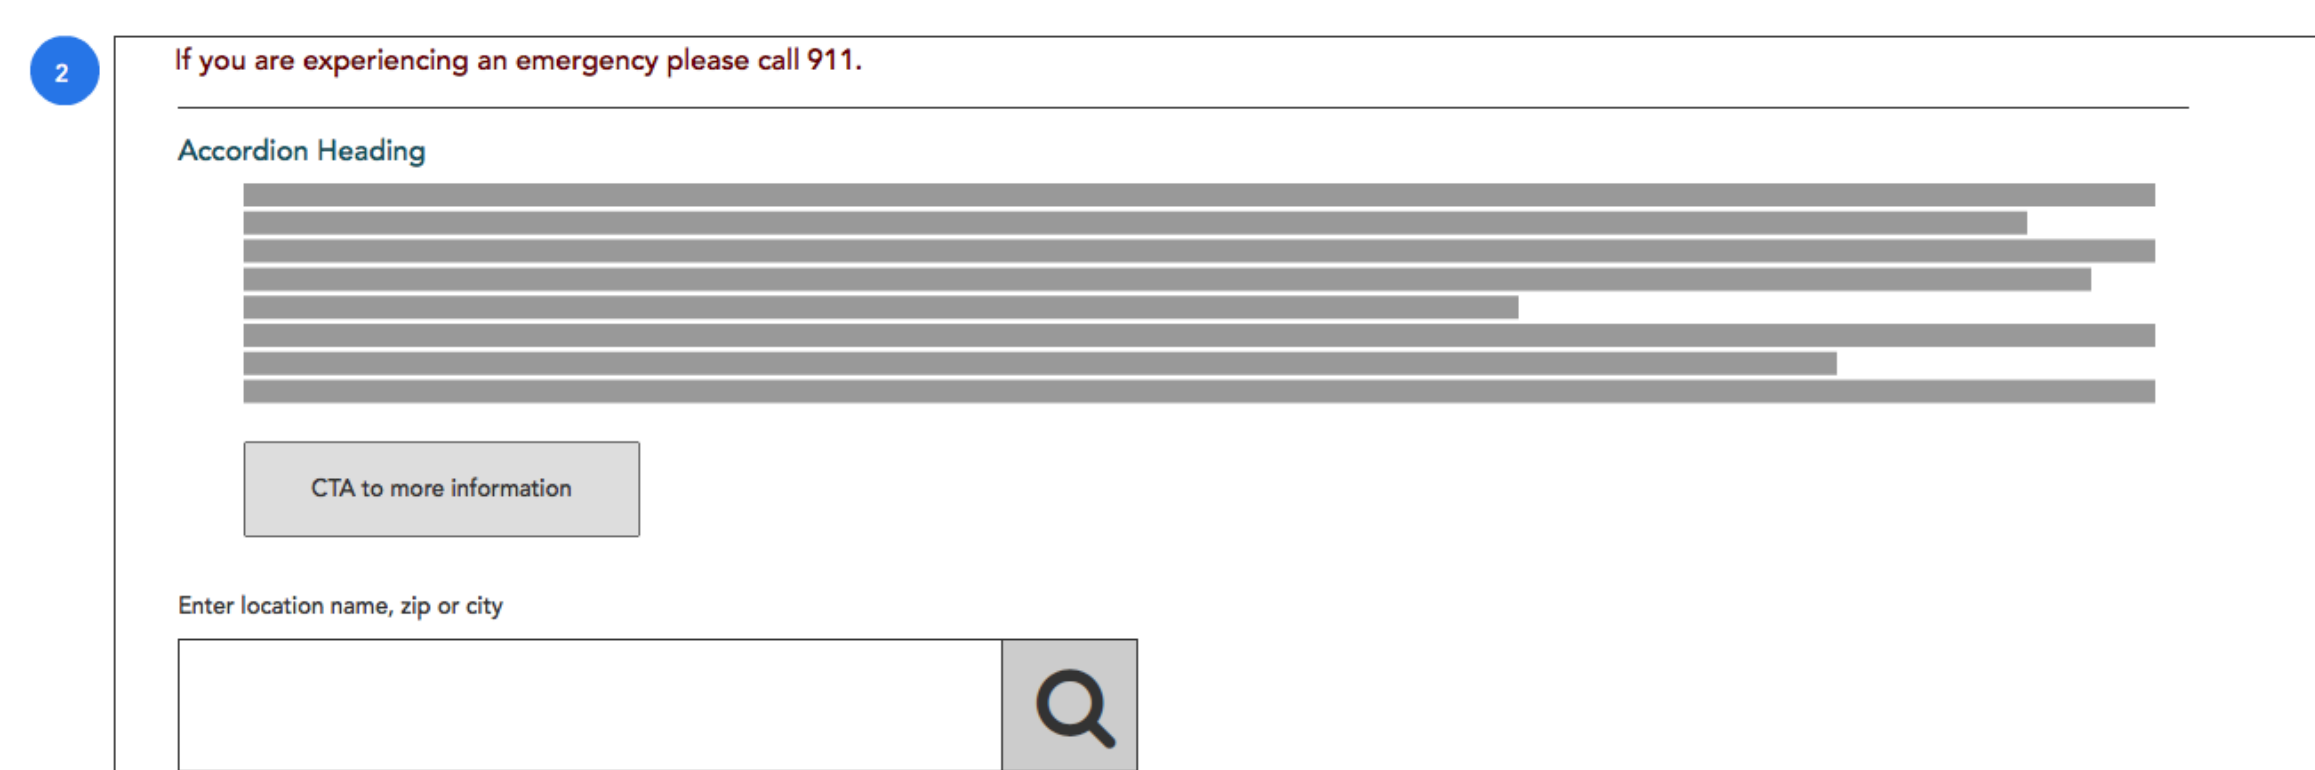 2
If you are experiencing an emergency please call 911.
Accordion Heading
CTA to more information
Enter location name, zip or city